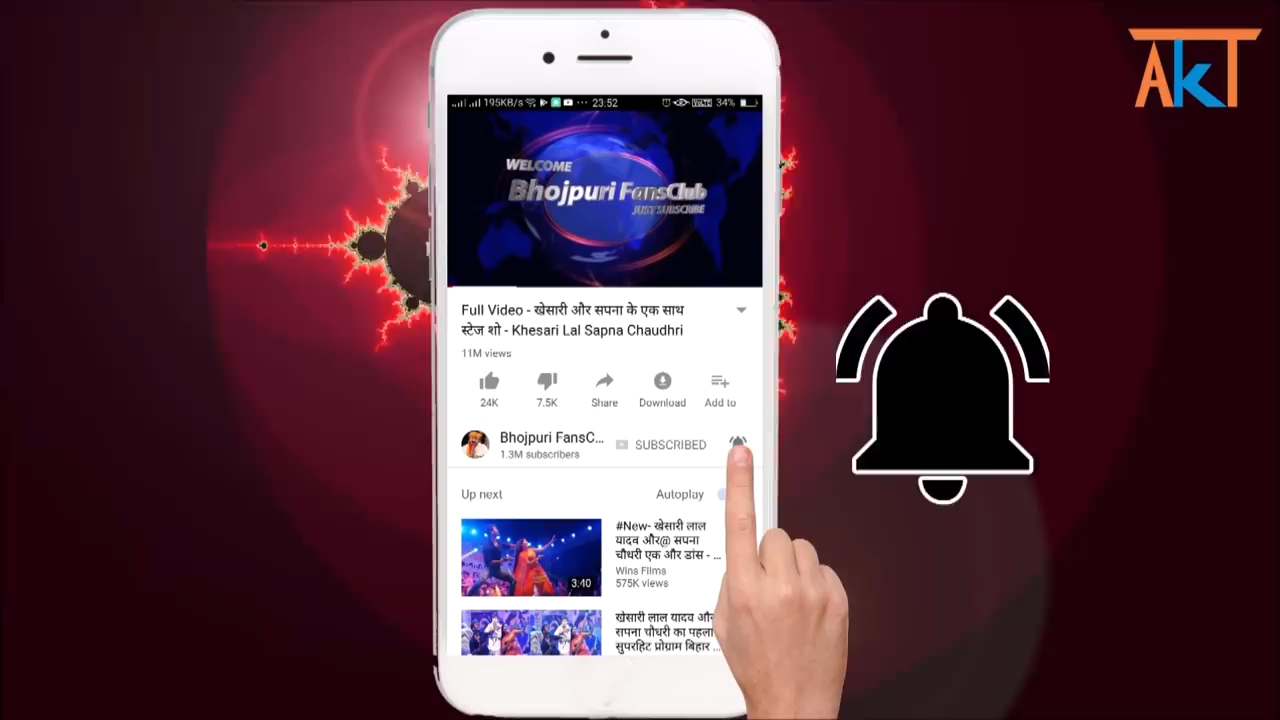 AKT
195KB/s 23:52 VoLTE 34%
WELCOME
Bhojpuri FansClub
JUST SUBSCRIBE
Full Video - खेसारी और सपना के एक साथ
स्टेज शो - Khesari Lal Sapna Chaudhri
11M views
24K 7.5K Share Download Add to
Bhojpuri FansC... SUBSCRIBED
1.3M subscribers
Up next Autoplay
#New- खेसारी लाल
यादव और@ सपना
चौधरी एक और डांस - ...
Wins Films
575K views
3:40
खेसारी लाल यादव और
सपना चौधरी का पहला
सुपरहिट प्रोग्राम बिहार ...